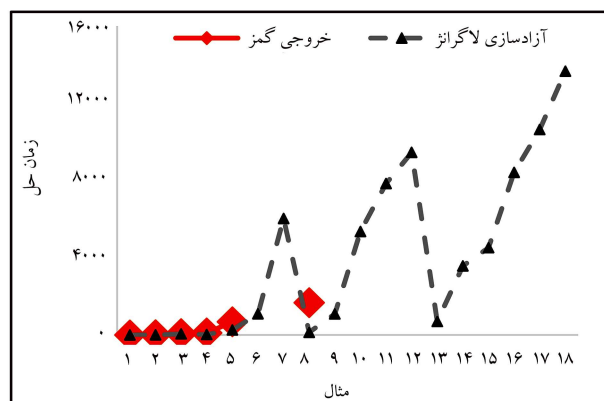 ۱۶۰۰۰
آزادسازی لاگرانژ
خروجی گمز
۱۲۰۰۰
زمان حل
۸۰۰۰
۴۰۰۰
۰
۱ ۲ ۳ ۴ ۵ ۶ ۷ ۸ ۹ ۱۰ ۱۱ ۱۲ ۱۳ ۱۴ ۱۵ ۱۶ ۱۷ ۱۸
مثال